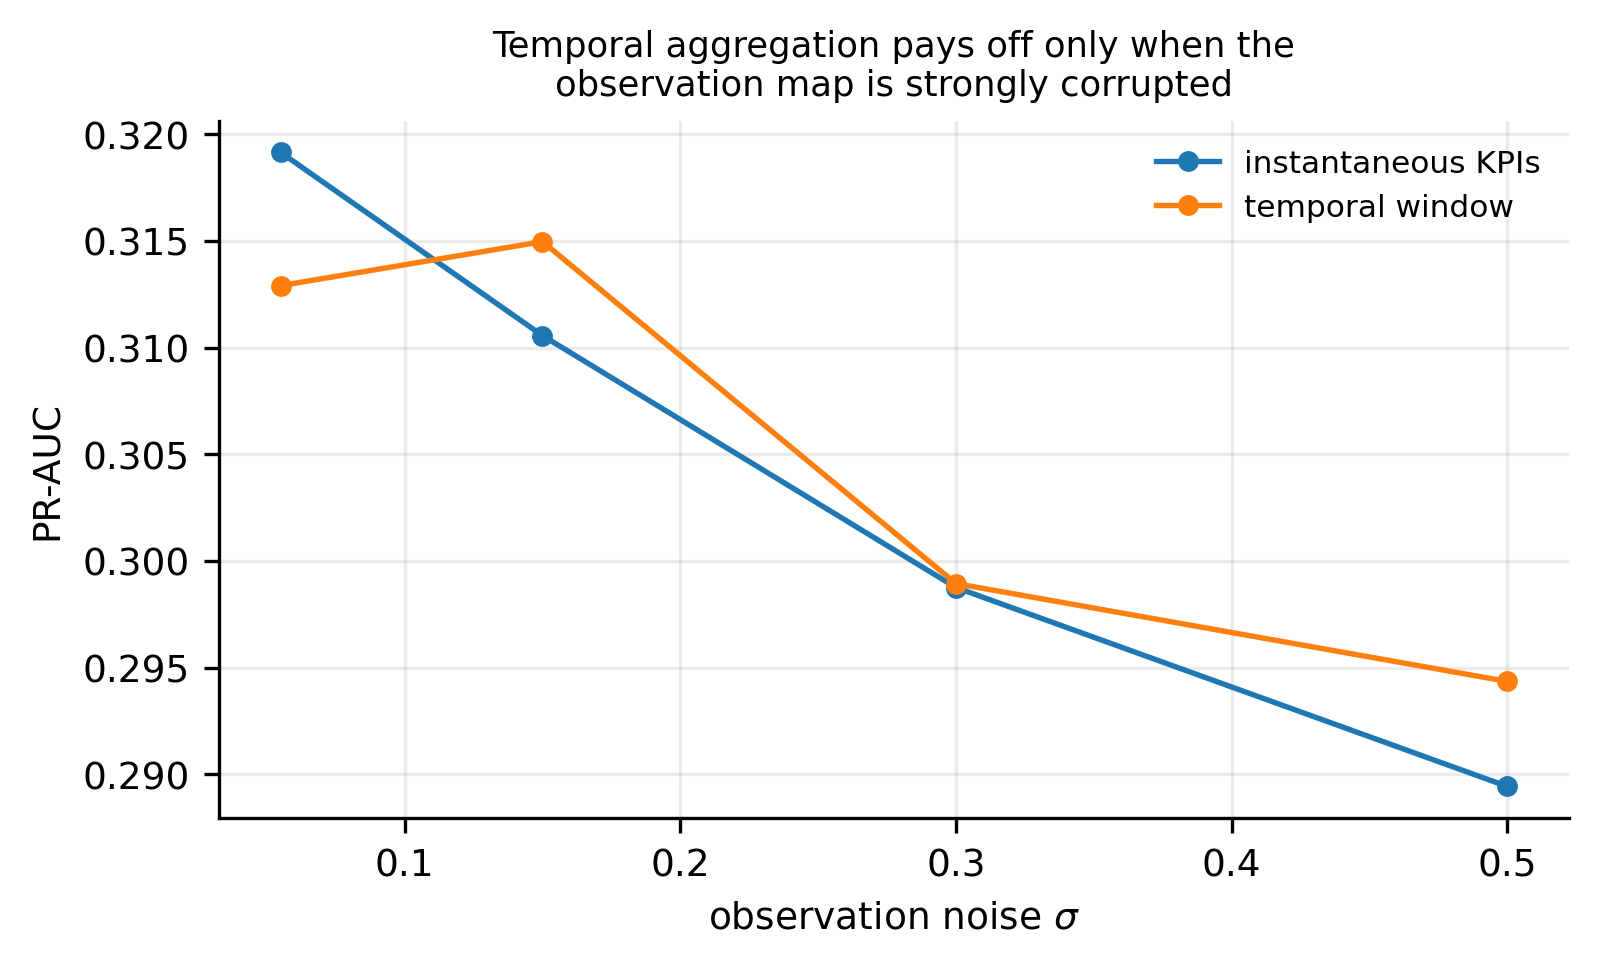 Temporal aggregation pays off only when the
observation map is strongly corrupted
instantaneous KPIs
temporal window
PR-AUC
0.320
0.315
0.310
0.305
0.300
0.295
0.290
0.1 0.2 0.3 0.4 0.5
observation noise σ